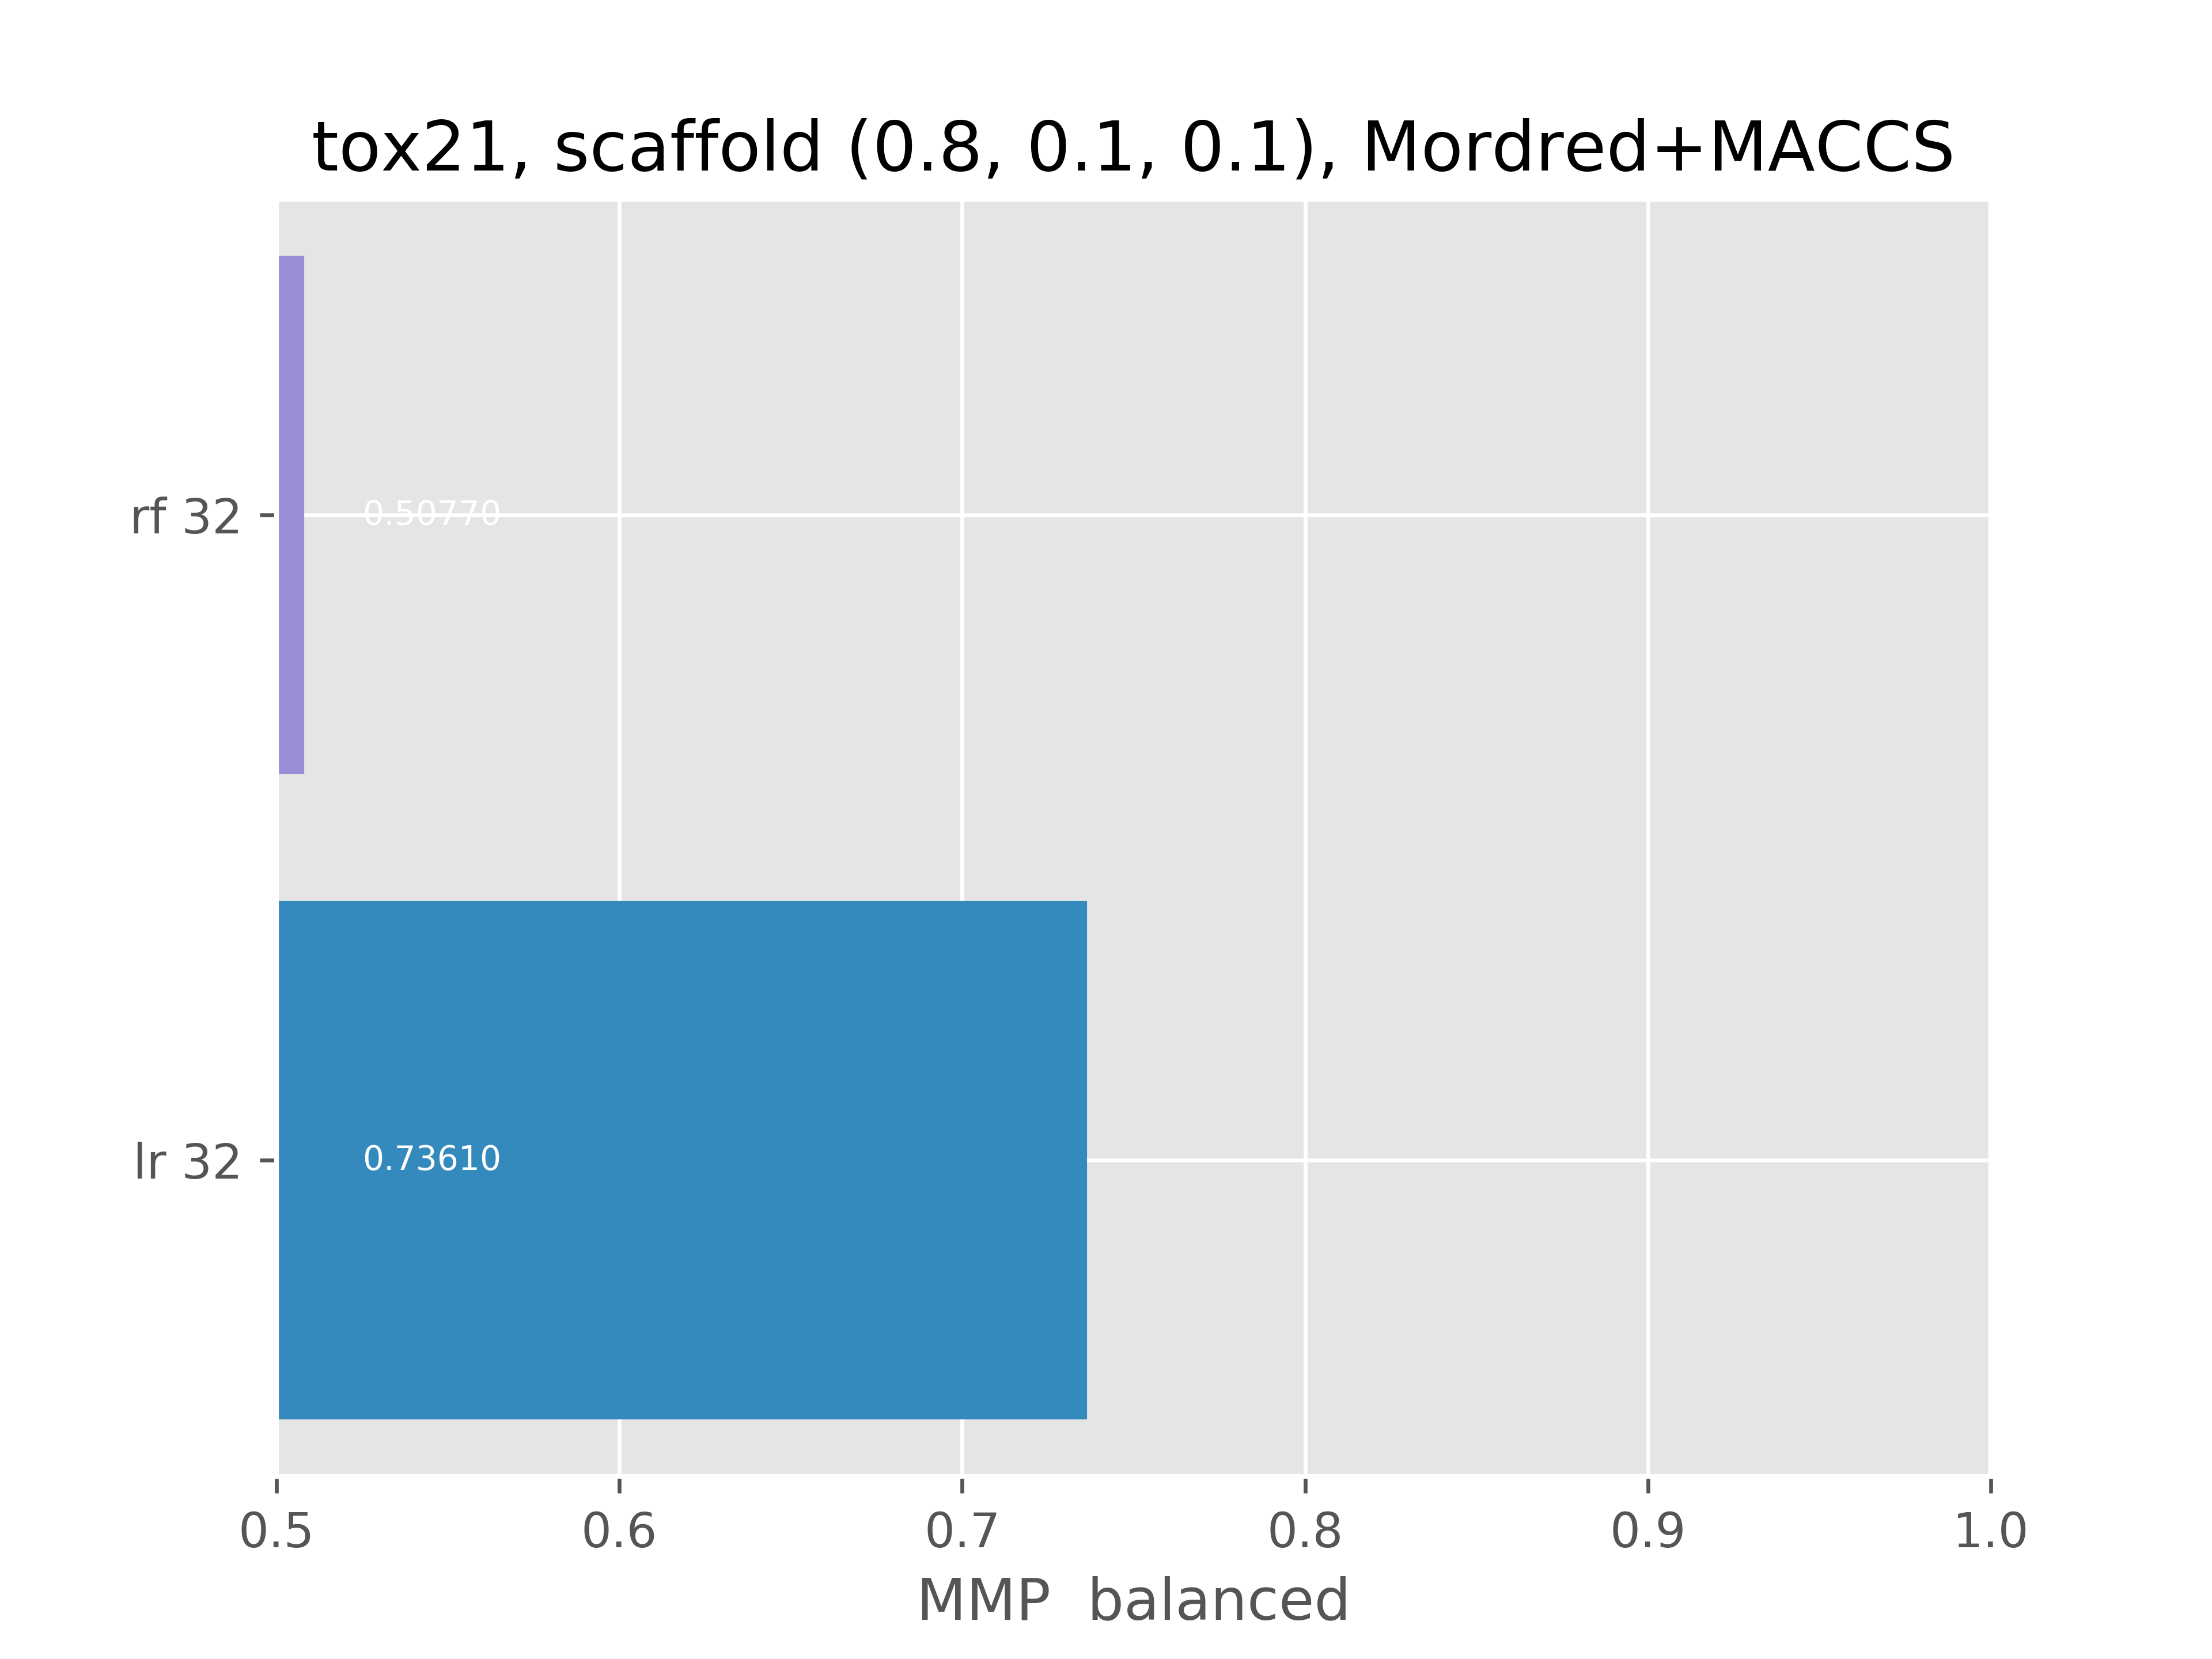 tox21, scaffold (0.8, 0.1, 0.1), Mordred+MACCS
rf 32
0.50770
lr 32
0.73610
0.5 0.6 0.7 0.8 0.9 1.0
MMP balanced